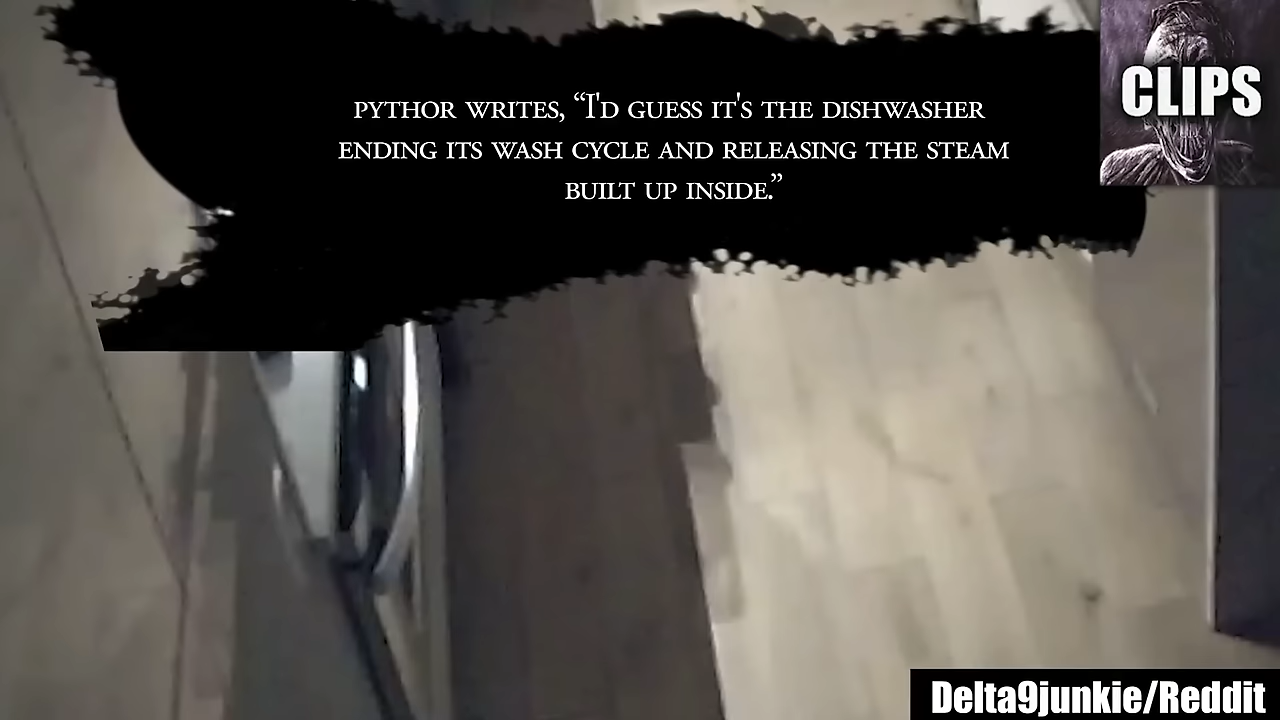 PYTHOR WRITES, “I'D GUESS IT'S THE DISHWASHER
ENDING ITS WASH CYCLE AND RELEASING THE STEAM
BUILT UP INSIDE.”
CLIPS
Delta9junkie/Reddit